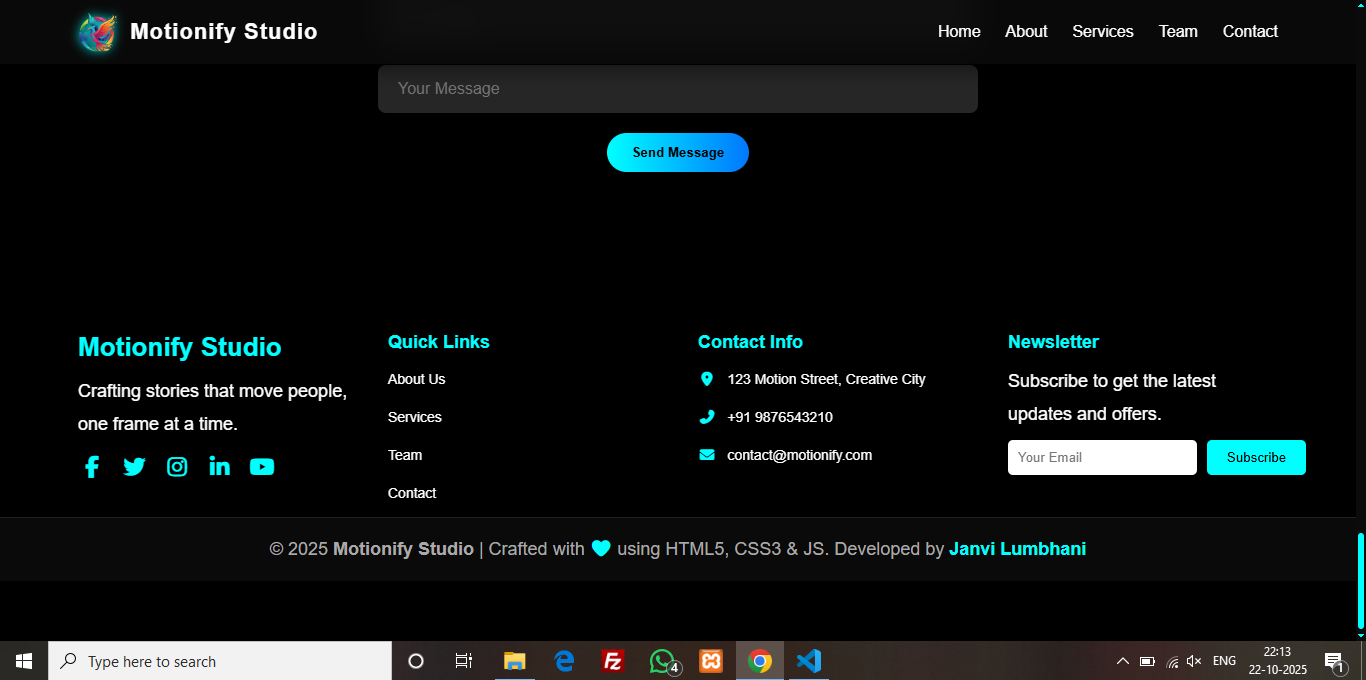 Motionify Studio
Home About Services Team Contact
Your Message
Send Message
Motionify Studio
Crafting stories that move people,
one frame at a time.
Quick Links
About Us
Services
Team
Contact
Contact Info
123 Motion Street, Creative City
+91 9876543210
contact@motionify.com
Newsletter
Subscribe to get the latest
updates and offers.
Your Email
Subscribe
© 2025 Motionify Studio | Crafted with using HTML5, CSS3 & JS. Developed by Janvi Lumbhani
Type here to search
Fz
4
ENG
22:13
22-10-2025
1